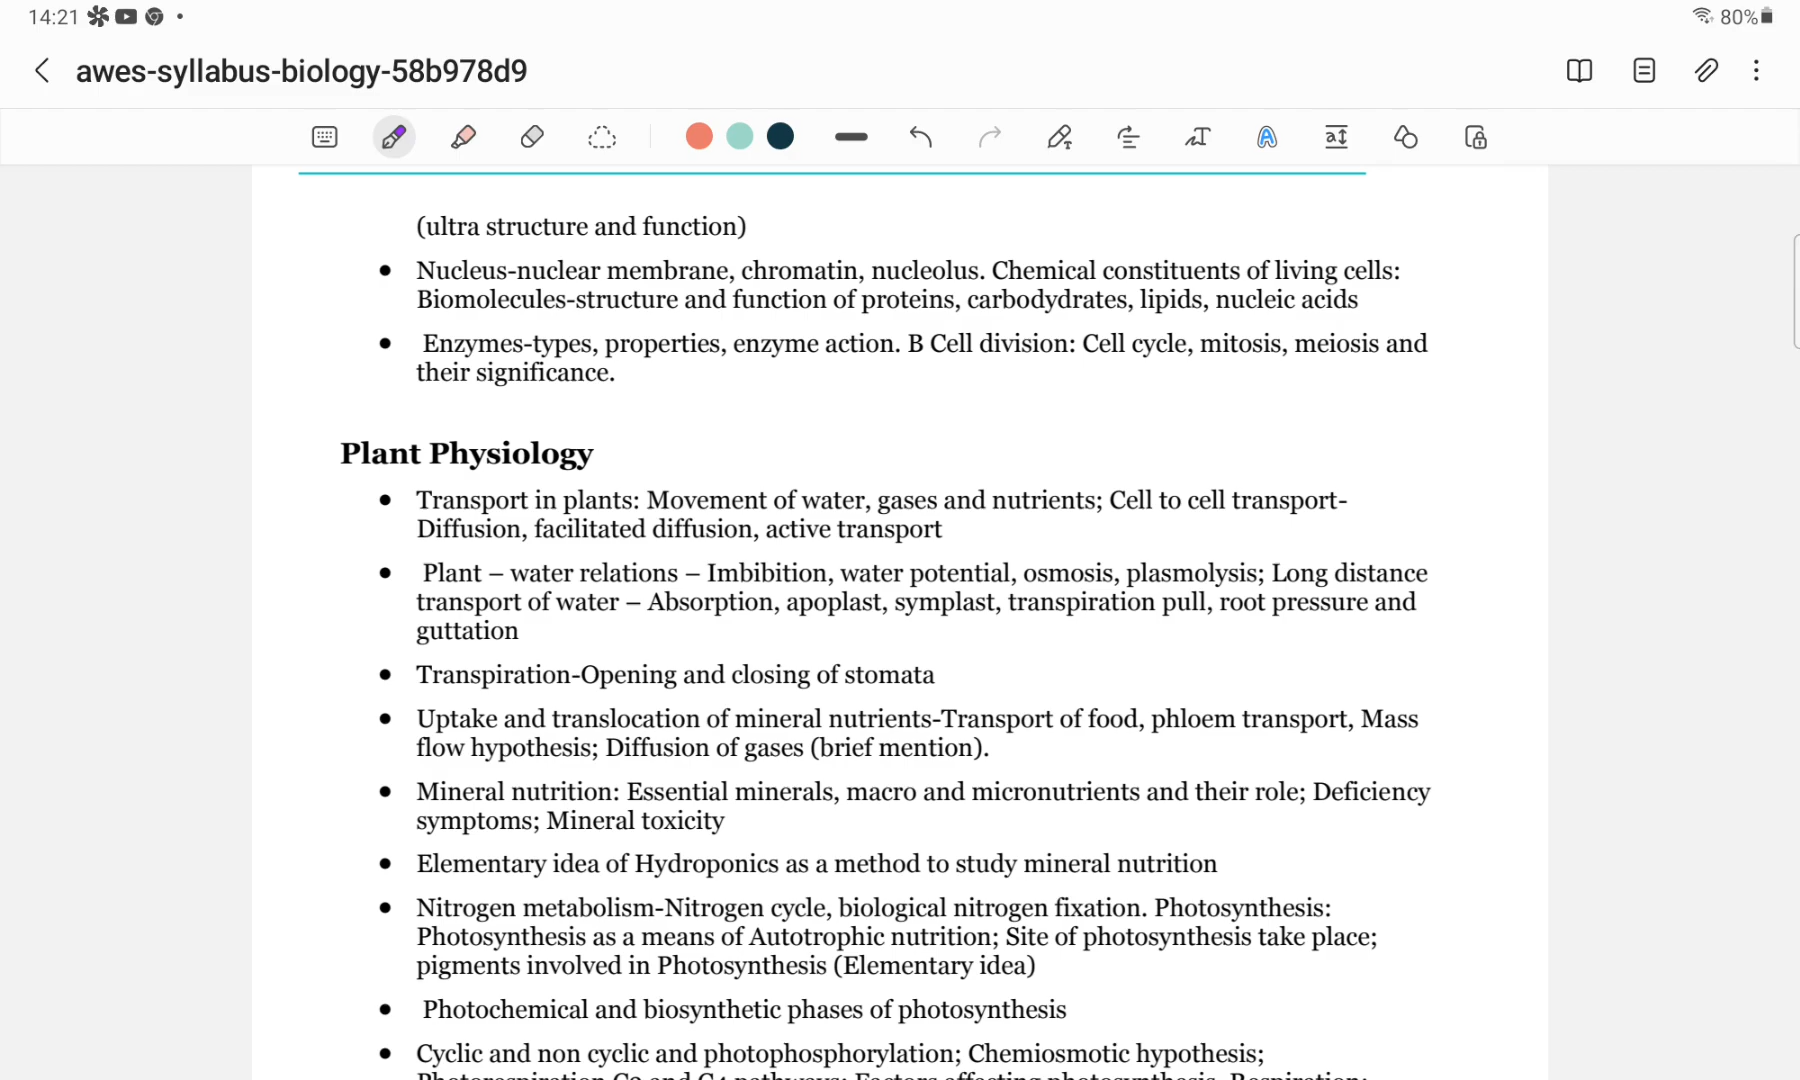 14:21
80%
awes-syllabus-biology-58b978d9
(ultra structure and function)
● Nucleus-nuclear membrane, chromatin, nucleolus. Chemical constituents of living cells:
Biomolecules-structure and function of proteins, carbodydrates, lipids, nucleic acids
● Enzymes-types, properties, enzyme action. B Cell division: Cell cycle, mitosis, meiosis and
their significance.
Plant Physiology
● Transport in plants: Movement of water, gases and nutrients; Cell to cell transport-
Diffusion, facilitated diffusion, active transport
● Plant – water relations – Imbibition, water potential, osmosis, plasmolysis; Long distance
transport of water – Absorption, apoplast, symplast, transpiration pull, root pressure and
guttation
● Transpiration-Opening and closing of stomata
● Uptake and translocation of mineral nutrients-Transport of food, phloem transport, Mass
flow hypothesis; Diffusion of gases (brief mention).
● Mineral nutrition: Essential minerals, macro and micronutrients and their role; Deficiency
symptoms; Mineral toxicity
● Elementary idea of Hydroponics as a method to study mineral nutrition
● Nitrogen metabolism-Nitrogen cycle, biological nitrogen fixation. Photosynthesis:
Photosynthesis as a means of Autotrophic nutrition; Site of photosynthesis take place;
pigments involved in Photosynthesis (Elementary idea)
● Photochemical and biosynthetic phases of photosynthesis
● Cyclic and non cyclic and photophosphorylation; Chemiosmotic hypothesis;
Photorespiration C3 and C4 pathways; Factors affecting photosynthesis. Respiration: